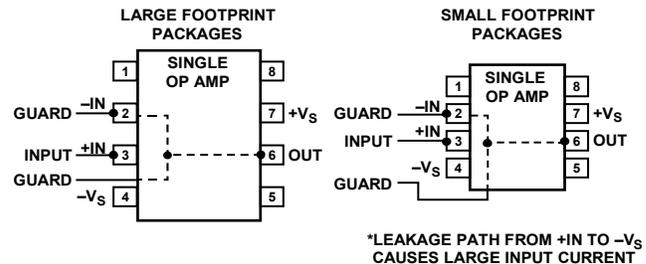 LARGE FOOTPRINT
PACKAGES
SINGLE
OP AMP
1
8
GUARD
–IN
2
7
+VS
INPUT
+IN
3
6
OUT
GUARD
–VS
4
5
SMALL FOOTPRINT
PACKAGES
SINGLE
OP AMP
1
8
GUARD
–IN
2
7
+VS
INPUT
+IN
3
6
OUT
–VS
4
5
GUARD
*LEAKAGE PATH FROM +IN TO –VS
CAUSES LARGE INPUT CURRENT